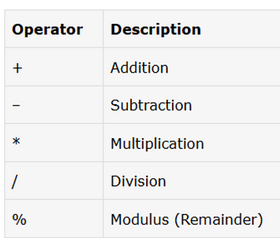 Operator Description
+ Addition
– Subtraction
* Multiplication
/ Division
% Modulus (Remainder)